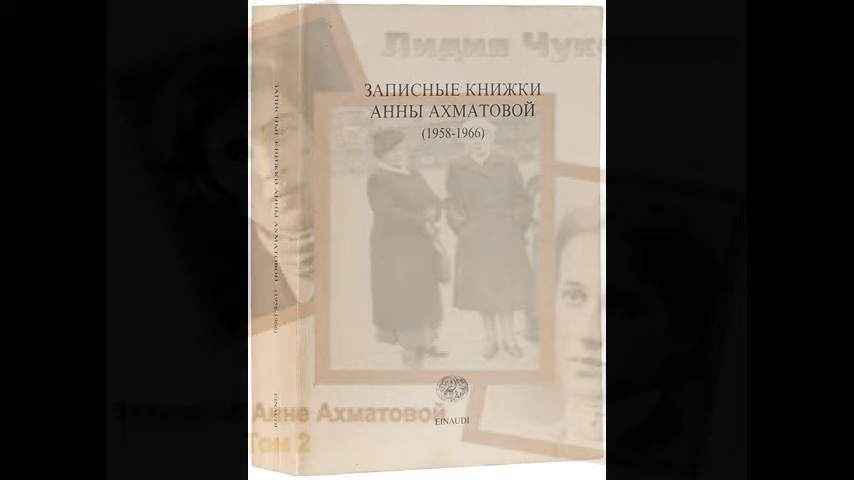 Лидия
ЗАПИСНЫЕ КНИЖКИ
АННЫ АХМАТОВОЙ
(1958-1966)
ЗАПИСНЫЕ КНИЖКИ АННЫ АХМАТОВОЙ (1958-1966)
EINAUDI
Анне Ахматовой
Том 2
EINAUDI